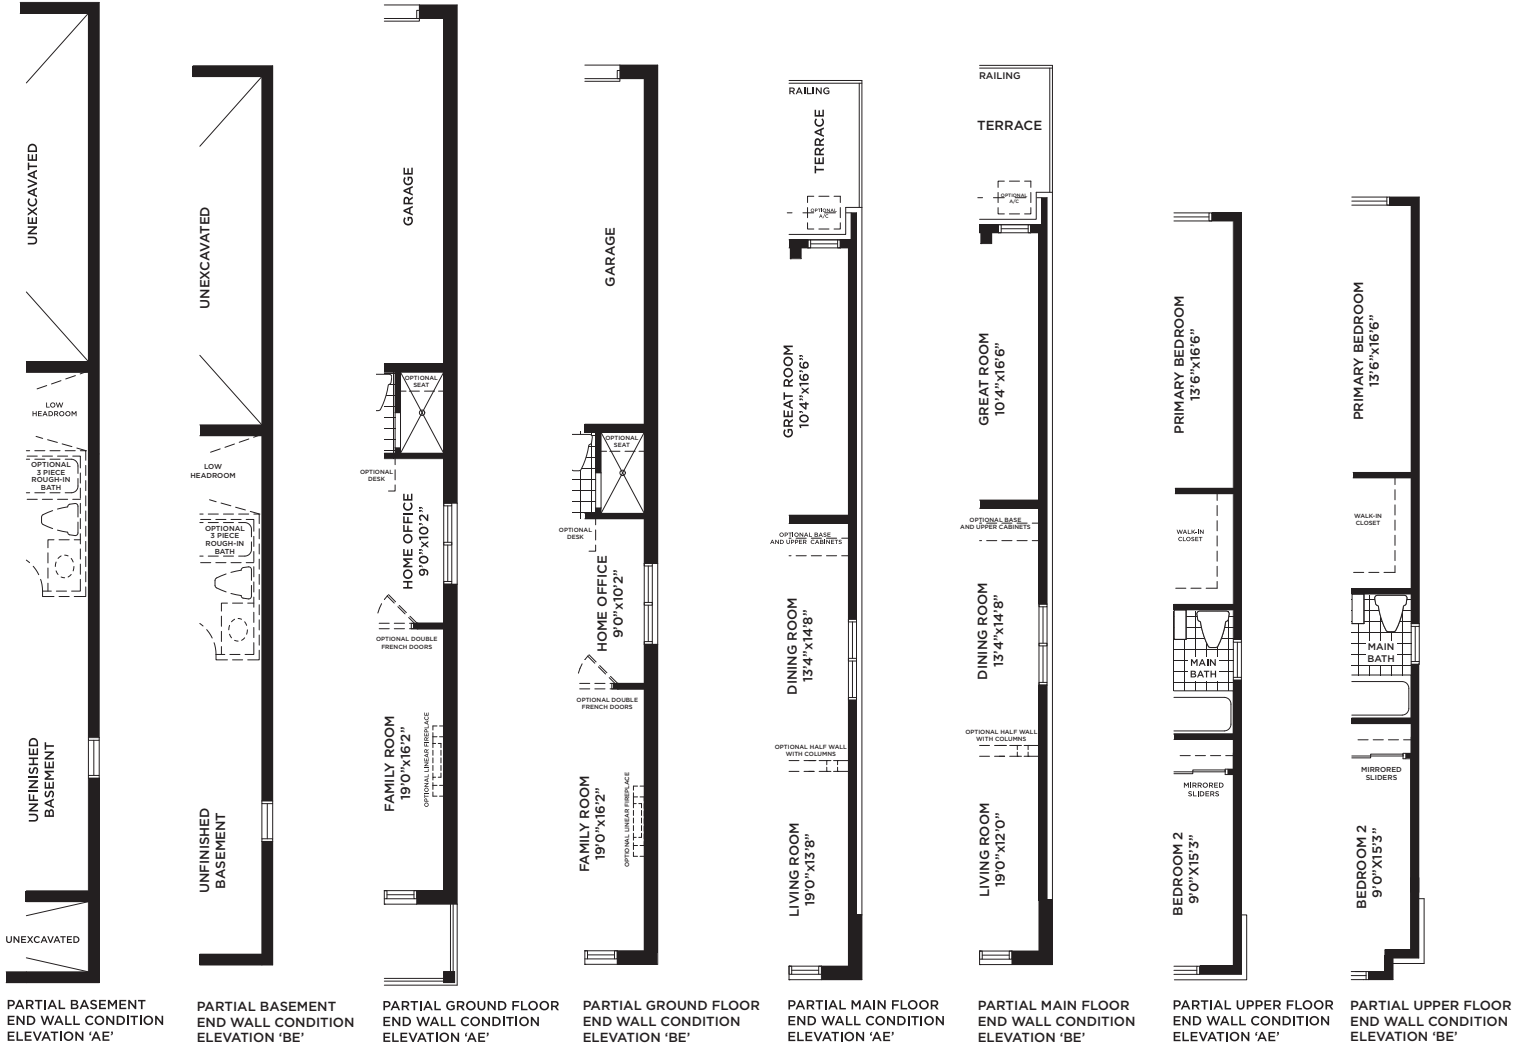 UNEXCAVATED
LOW
HEADROOM
OPTIONAL
3 PIECE
ROUGH-IN
BATH
UNFINISHED
BASEMENT
UNEXCAVATED
PARTIAL BASEMENT
END WALL CONDITION
ELEVATION ‘AE’
UNEXCAVATED
LOW
HEADROOM
OPTIONAL
3 PIECE
ROUGH-IN
BATH
UNFINISHED
BASEMENT
PARTIAL BASEMENT
END WALL CONDITION
ELEVATION ‘BE’
GARAGE
OPTIONAL
SEAT
OPTIONAL
DESK
HOME OFFICE
9’0”x10’2”
OPTIONAL DOUBLE
FRENCH DOORS
FAMILY ROOM
19’0”x16’2”
OPTIONAL LINEAR FIREPLACE
PARTIAL GROUND FLOOR
END WALL CONDITION
ELEVATION ‘AE’
GARAGE
OPTIONAL
SEAT
OPTIONAL
DESK
HOME OFFICE
9’0”x10’2”
OPTIONAL DOUBLE
FRENCH DOORS
FAMILY ROOM
19’0”x16’2”
OPTIONAL LINEAR FIREPLACE
PARTIAL GROUND FLOOR
END WALL CONDITION
ELEVATION ‘BE’
RAILING
TERRACE
OPTIONAL
A/C
GREAT ROOM
10’4”x16’6”
OPTIONAL BASE
AND UPPER CABINETS
DINING ROOM
13’4”x14’8”
OPTIONAL HALF WALL
WITH COLUMNS
LIVING ROOM
19’0”x13’8”
PARTIAL MAIN FLOOR
END WALL CONDITION
ELEVATION ‘AE’
RAILING
TERRACE
OPTIONAL
A/C
GREAT ROOM
10’4”x16’6”
OPTIONAL BASE
AND UPPER CABINETS
DINING ROOM
13’4”x14’8”
OPTIONAL HALF WALL
WITH COLUMNS
LIVING ROOM
19’0”x12’0”
PARTIAL MAIN FLOOR
END WALL CONDITION
ELEVATION ‘BE’
PRIMARY BEDROOM
13’6”x16’6”
WALK-IN
CLOSET
MAIN
BATH
MIRRORED
SLIDERS
BEDROOM 2
9’0”X15’3”
PARTIAL UPPER FLOOR
END WALL CONDITION
ELEVATION ‘AE’
PRIMARY BEDROOM
13’6”x16’6”
WALK-IN
CLOSET
MAIN
BATH
MIRRORED
SLIDERS
BEDROOM 2
9’0”X15’3”
PARTIAL UPPER FLOOR
END WALL CONDITION
ELEVATION ‘BE’